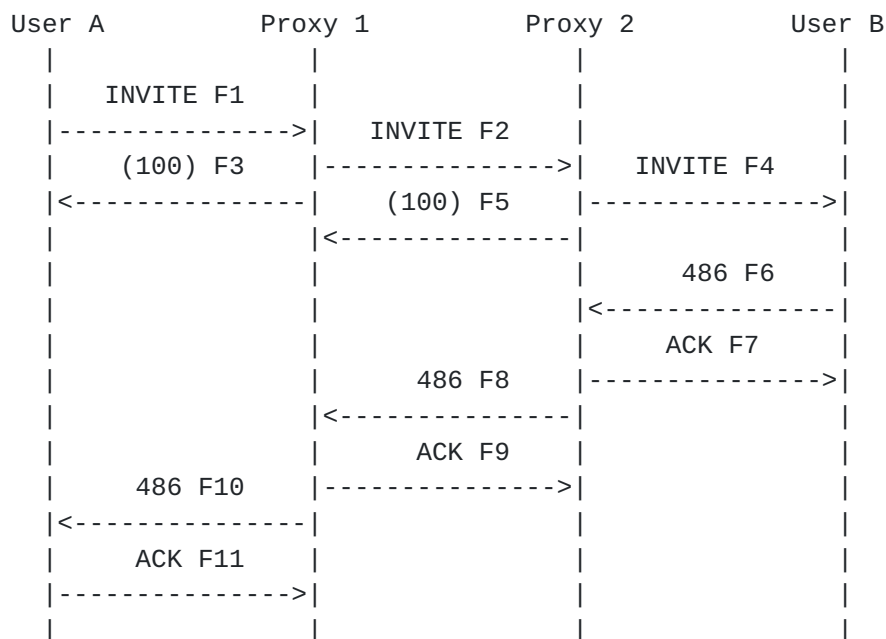 User A Proxy 1 Proxy 2 User B
INVITE F1
INVITE F2
(100) F3 INVITE F4
(100) F5
486 F6
ACK F7
486 F8
ACK F9
486 F10
ACK F11